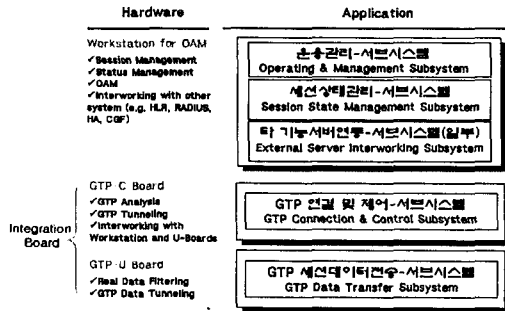 Hardware
Application
Workstation for OAM
✓Session Management
✓Status Management
✓OAM
✓Interworking with other
system (e.g. HLR, RADIUS,
HA, CGF)
운용관리-서브시스템
Operating & Management Subsystem
세션상태관리-서브시스템
Session State Management Subsystem
타 기능서버연동-서브시스템(일부)
External Server Interworking Subsystem
Integration
Board
GTP-C Board
✓GTP Analysis
✓GTP Tunneling
✓Interworking with
Workstation and U-Boards
GTP 연결 및 제어-서브시스템
GTP Connection & Control Subsystem
GTP-U Board
✓Real Data Filtering
✓GTP Data Tunneling
GTP 세션데이터전송-서브시스템
GTP Data Transfer Subsystem